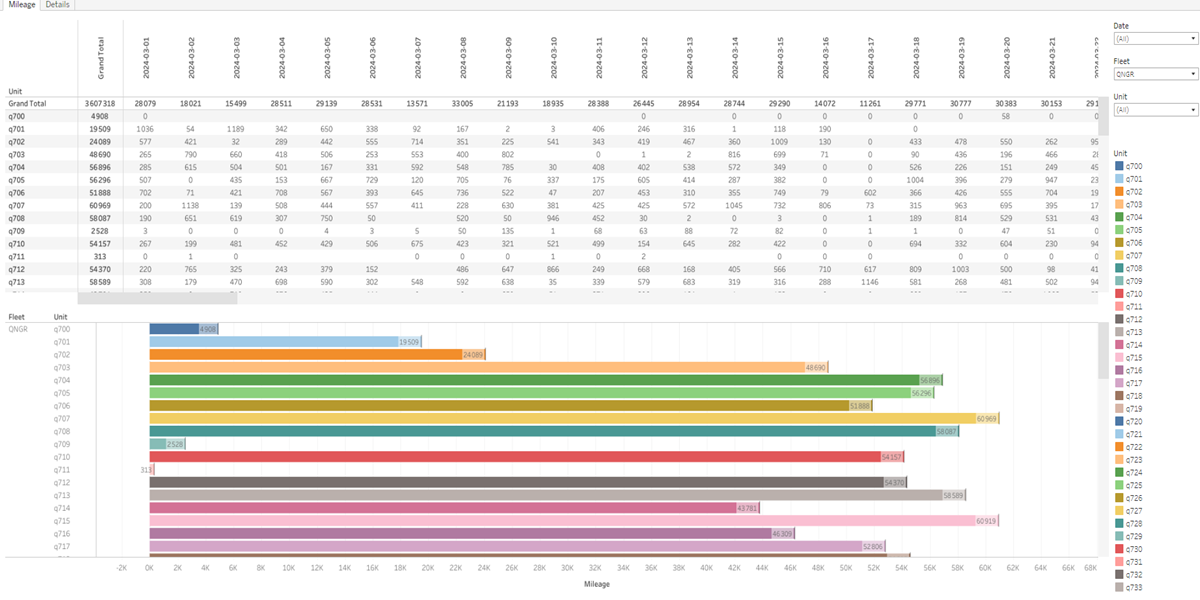 Mileage Details
Date
(All)
Fleet
QNGR
Unit
(All)
Unit Grand Total 2024-03-01 2024-03-02 2024-03-03 2024-03-04 2024-03-05 2024-03-06 2024-03-07 2024-03-08 2024-03-09 2024-03-10 2024-03-11 2024-03-12 2024-03-13 2024-03-14 2024-03-15 2024-03-16 2024-03-17 2024-03-18 2024-03-19 2024-03-20 2024-03-21
Grand Total 3607318 28079 18021 15499 28511 29139 28531 13571 33005 21193 18935 28388 26445 28954 28744 29290 14072 11261 29771 30777 30383 30153 291
q700 4908 0 0 0 0 0 0 0 0 58 0 0
q701 19509 1036 54 1189 342 650 338 92 167 2 3 406 246 316 1 118 190 0
q702 24089 577 421 32 289 442 555 714 351 225 541 343 419 467 360 1009 130 0 433 478 550 262 95
q703 48690 265 790 660 418 506 253 553 400 802 0 1 2 816 699 71 0 90 436 196 466
q704 56896 285 615 504 501 167 331 592 548 785 30 408 402 538 572 349 0 0 526 226 151 249 45
q705 56296 507 0 435 153 667 729 120 705 76 337 175 605 414 287 382 0 0 1004 396 279 947 23
q706 51888 702 71 421 708 567 393 645 736 522 47 207 453 310 355 749 79 602 366 426 555 704 19
q707 60969 200 1138 139 508 444 557 411 228 630 381 425 425 572 1045 732 806 73 315 963 695 395 17
q708 58087 190 651 619 307 750 50 520 50 946 452 30 2 0 3 0 1 189 814 529 531 43
q709 2528 3 0 0 0 4 3 5 50 135 1 68 63 88 72 82 0 1 1 0 47 51 0
q710 54157 267 199 481 452 429 506 675 423 321 521 499 154 645 282 422 0 0 694 332 604 230 94
q711 313 0 1 0 0 0 0 0 1 0 2
q712 54370 220 765 325 243 379 152 486 647 866 249 668 168 405 566 710 617 809 1003 500 98 41
q713 58589 308 179 470 698 590 302 548 592 638 35 339 579 683 319 316 288 1146 581 268 481 502 94
Fleet Unit
QNGR q700 4908
q701 19509
q702 24089
q703 48690
q704 56896
q705 56296
q706 51888
q707 60969
q708 58087
q709 2528
q710 54157
q711 313
q712 54370
q713 58589
q714 43781
q715 60919
q716 46309
q717 52806
-2K 0K 2K 4K 6K 8K 10K 12K 14K 16K 18K 20K 22K 24K 26K 28K 30K 32K 34K 36K 38K 40K 42K 44K 46K 48K 50K 52K 54K 56K 58K 60K 62K 64K 66K 68K
Mileage
Unit
q700
q701
q702
q703
q704
q705
q706
q707
q708
q709
q710
q711
q712
q713
q714
q715
q716
q717
q718
q719
q720
q721
q722
q723
q724
q725
q726
q727
q728
q729
q730
q731
q732
q733